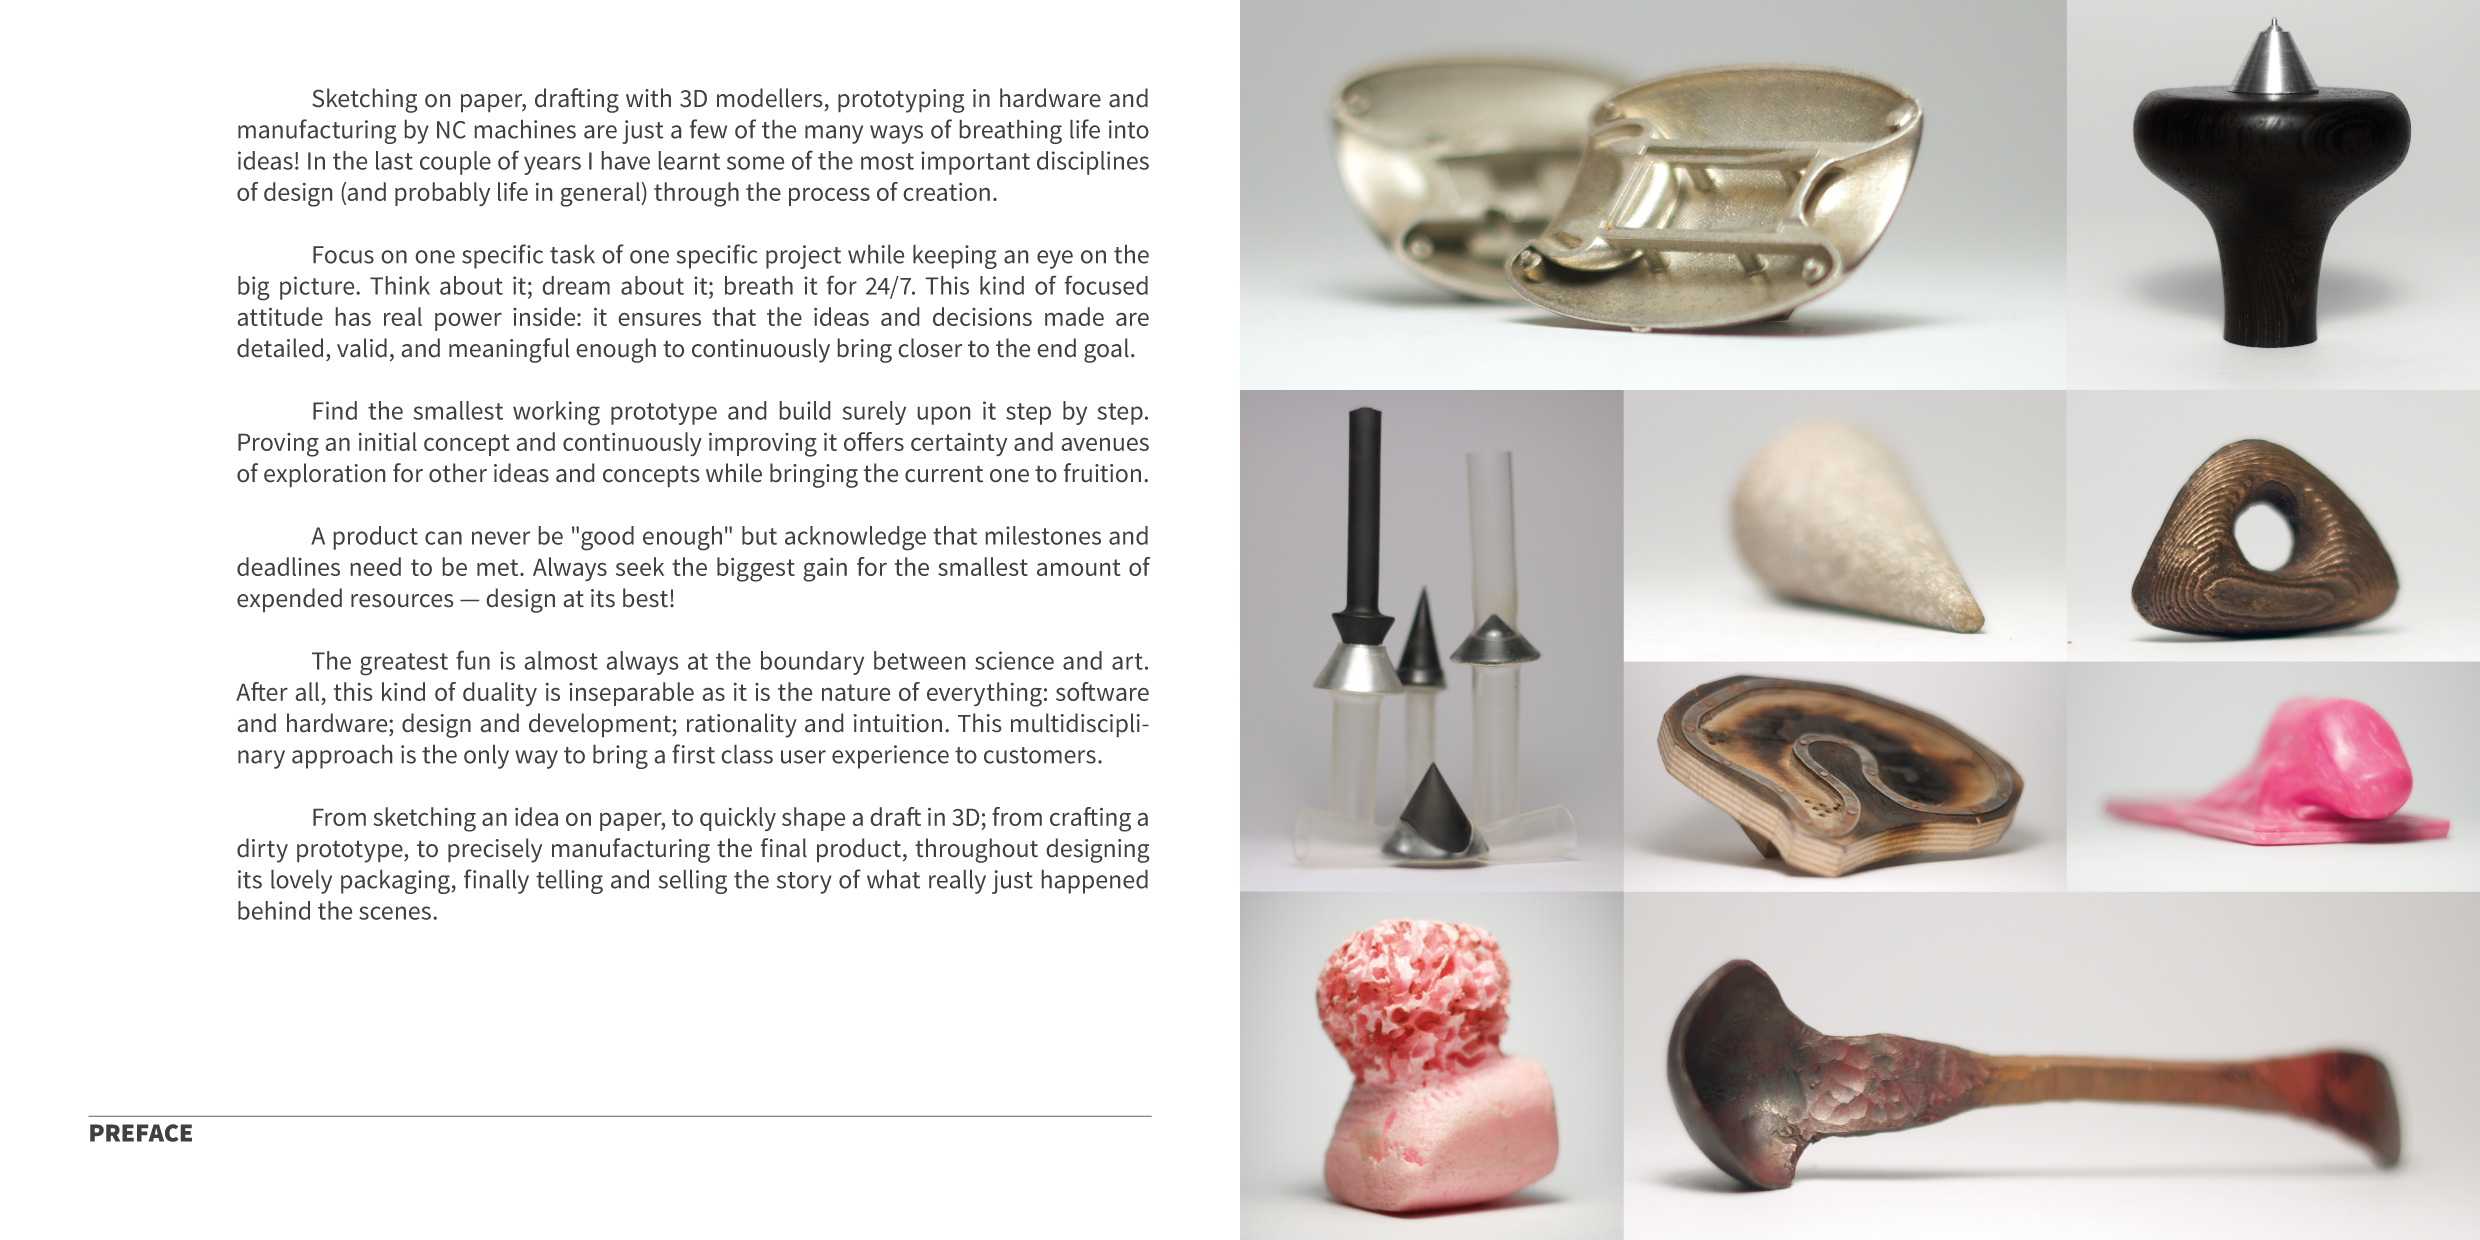 Sketching on paper, drafting with 3D modellers, prototyping in hardware and
manufacturing by NC machines are just a few of the many ways of breathing life into
ideas! In the last couple of years I have learnt some of the most important disciplines
of design (and probably life in general) through the process of creation.
Focus on one specific task of one specific project while keeping an eye on the
big picture. Think about it; dream about it; breath it for 24/7. This kind of focused
attitude has real power inside: it ensures that the ideas and decisions made are
detailed, valid, and meaningful enough to continuously bring closer to the end goal.
Find the smallest working prototype and build surely upon it step by step.
Proving an initial concept and continuously improving it offers certainty and avenues
of exploration for other ideas and concepts while bringing the current one to fruition.
A product can never be "good enough" but acknowledge that milestones and
deadlines need to be met. Always seek the biggest gain for the smallest amount of
expended resources — design at its best!
The greatest fun is almost always at the boundary between science and art.
After all, this kind of duality is inseparable as it is the nature of everything: software
and hardware; design and development; rationality and intuition. This multidiscipli-
nary approach is the only way to bring a first class user experience to customers.
From sketching an idea on paper, to quickly shape a draft in 3D; from crafting a
dirty prototype, to precisely manufacturing the final product, throughout designing
its lovely packaging, finally telling and selling the story of what really just happened
behind the scenes.
PREFACE